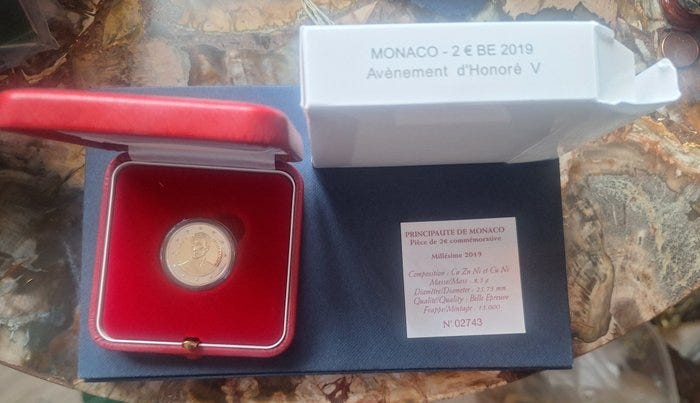 MONACO - 2 € BE 2019
Avènement d'Honoré V
PRINCIPAUTE DE MONACO
Pièce de 2€ commémorative
Millésime 2019
Composition : Cu Zn Ni et Cu Ni
Masse/Mass - 8,5 g
Diamètre/Diameter - 25,75 mm
Qualité/Quality - Belle Epreuve
Frappe/Mintage - 15.000
N° 02743